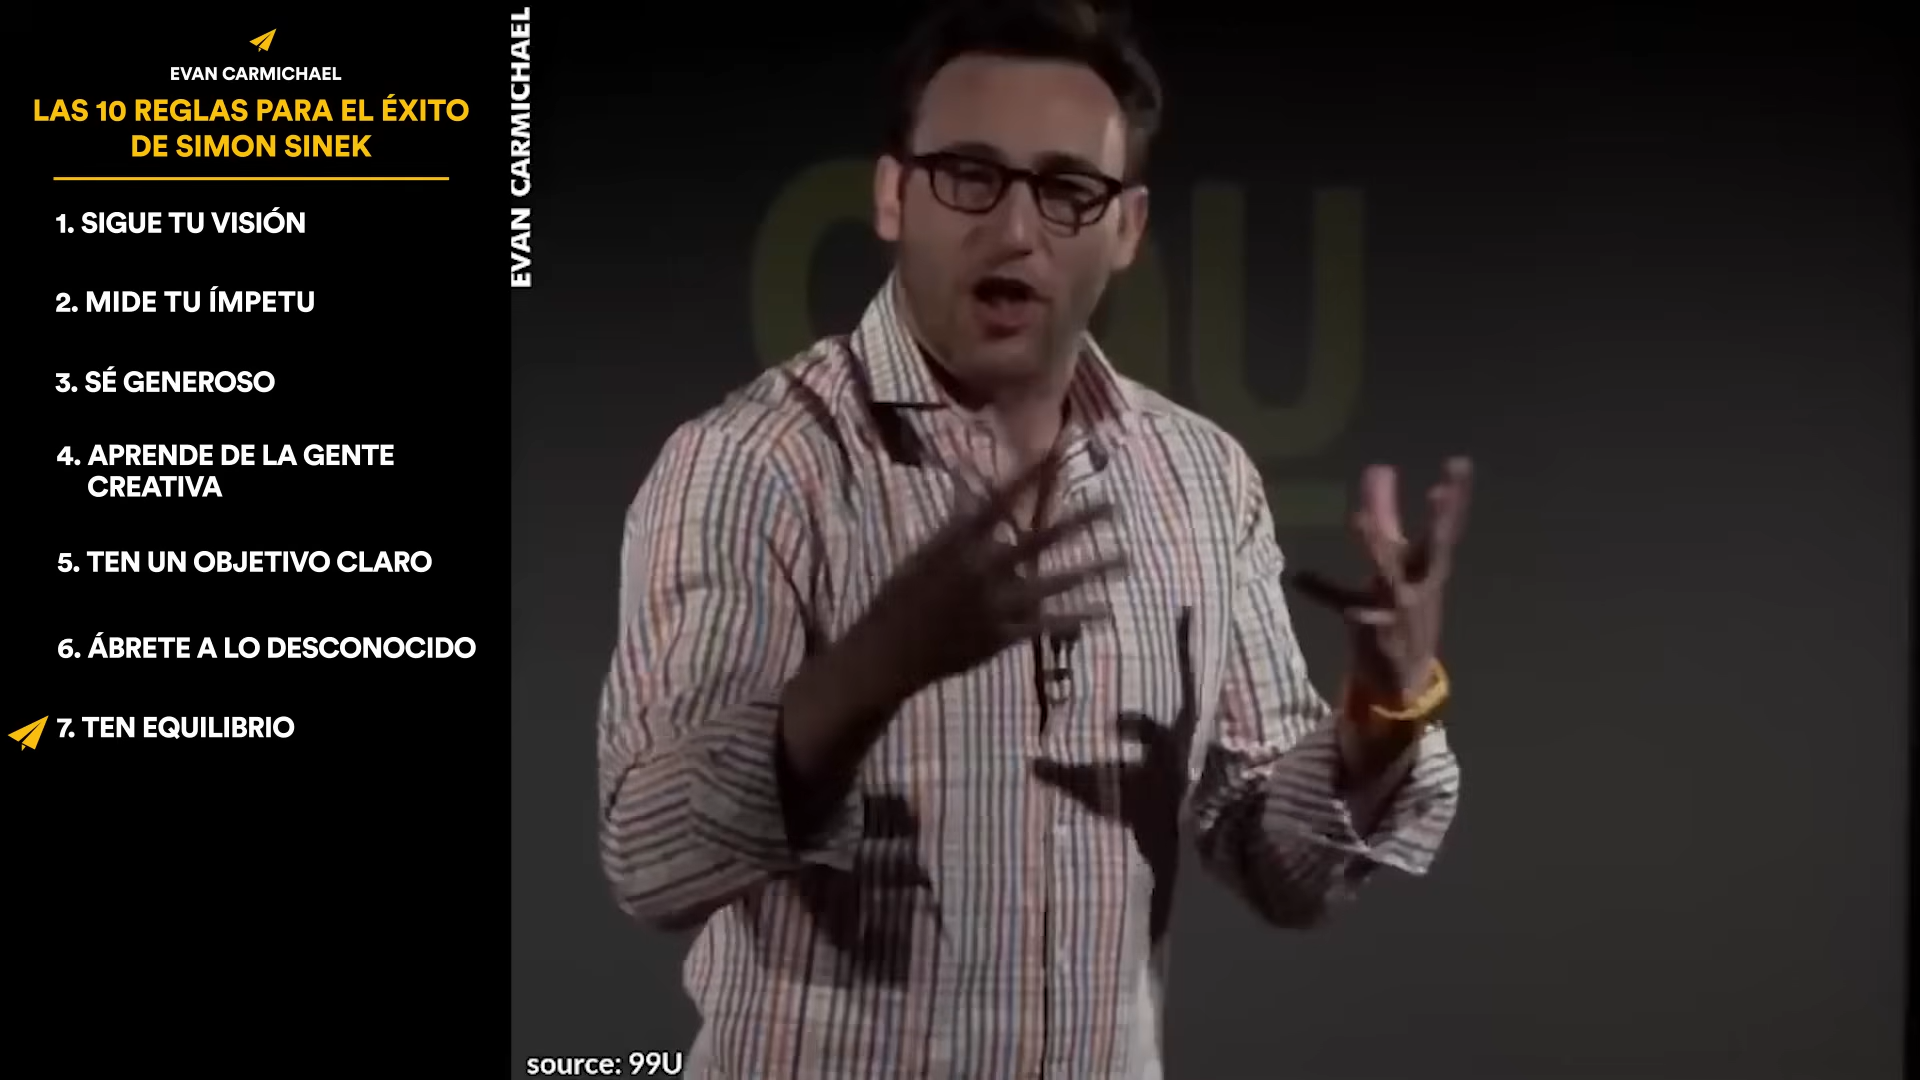 EVAN CARMICHAEL
LAS 10 REGLAS PARA EL ÉXITO
DE SIMON SINEK
1. SIGUE TU VISIÓN
2. MIDE TU ÍMPETU
3. SÉ GENEROSO
4. APRENDE DE LA GENTE
CREATIVA
5. TEN UN OBJETIVO CLARO
6. ÁBRETE A LO DESCONOCIDO
7. TEN EQUILIBRIO
EVAN CARMICHAEL
source: 99U